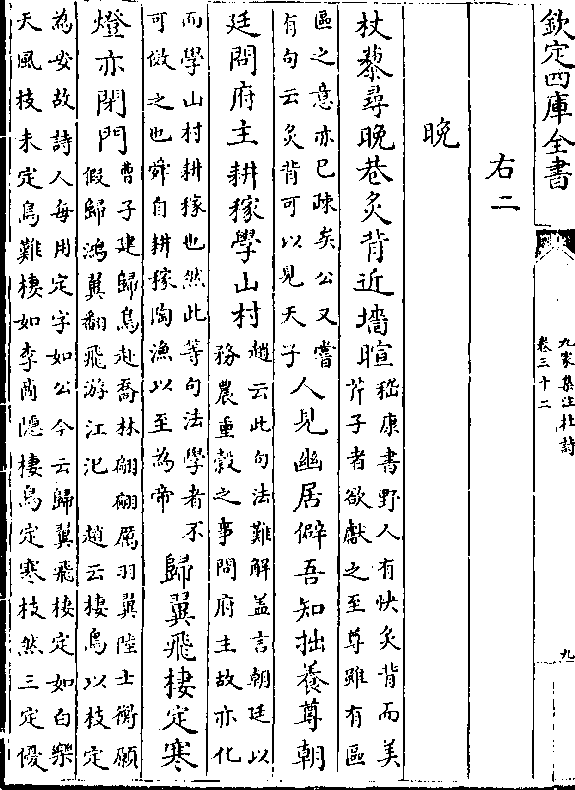 欽定四庫全書
九家集注杜詩
卷三十二
九
右二
晚
杖藜尋晚巷炙背近墻暄嵇康書野人有快炙背而美
芹子者欲獻之至尊雖有區
區之意亦已疎矣公又嘗
有句云炙背可以見天子人見幽居僻吾知拙養尊朝
廷問府主耕稼學山村趙云此句法難解蓋言朝廷以
務農重穀之事問府主故亦化
而學山村耕稼也然此等句法學者不
可倣之也舜自耕稼陶漁以至為帝歸翼飛棲定寒
燈亦閉門曹子建歸鳥赴喬林翩翩厲羽翼陸士衡願
假歸鴻翼翻飛游江汜 趙云棲鳥以枝定
為安故詩人每用定字如公今云歸翼飛棲定如白樂
天風枝未定鳥難棲如李商隱棲鳥定寒枝然三定優